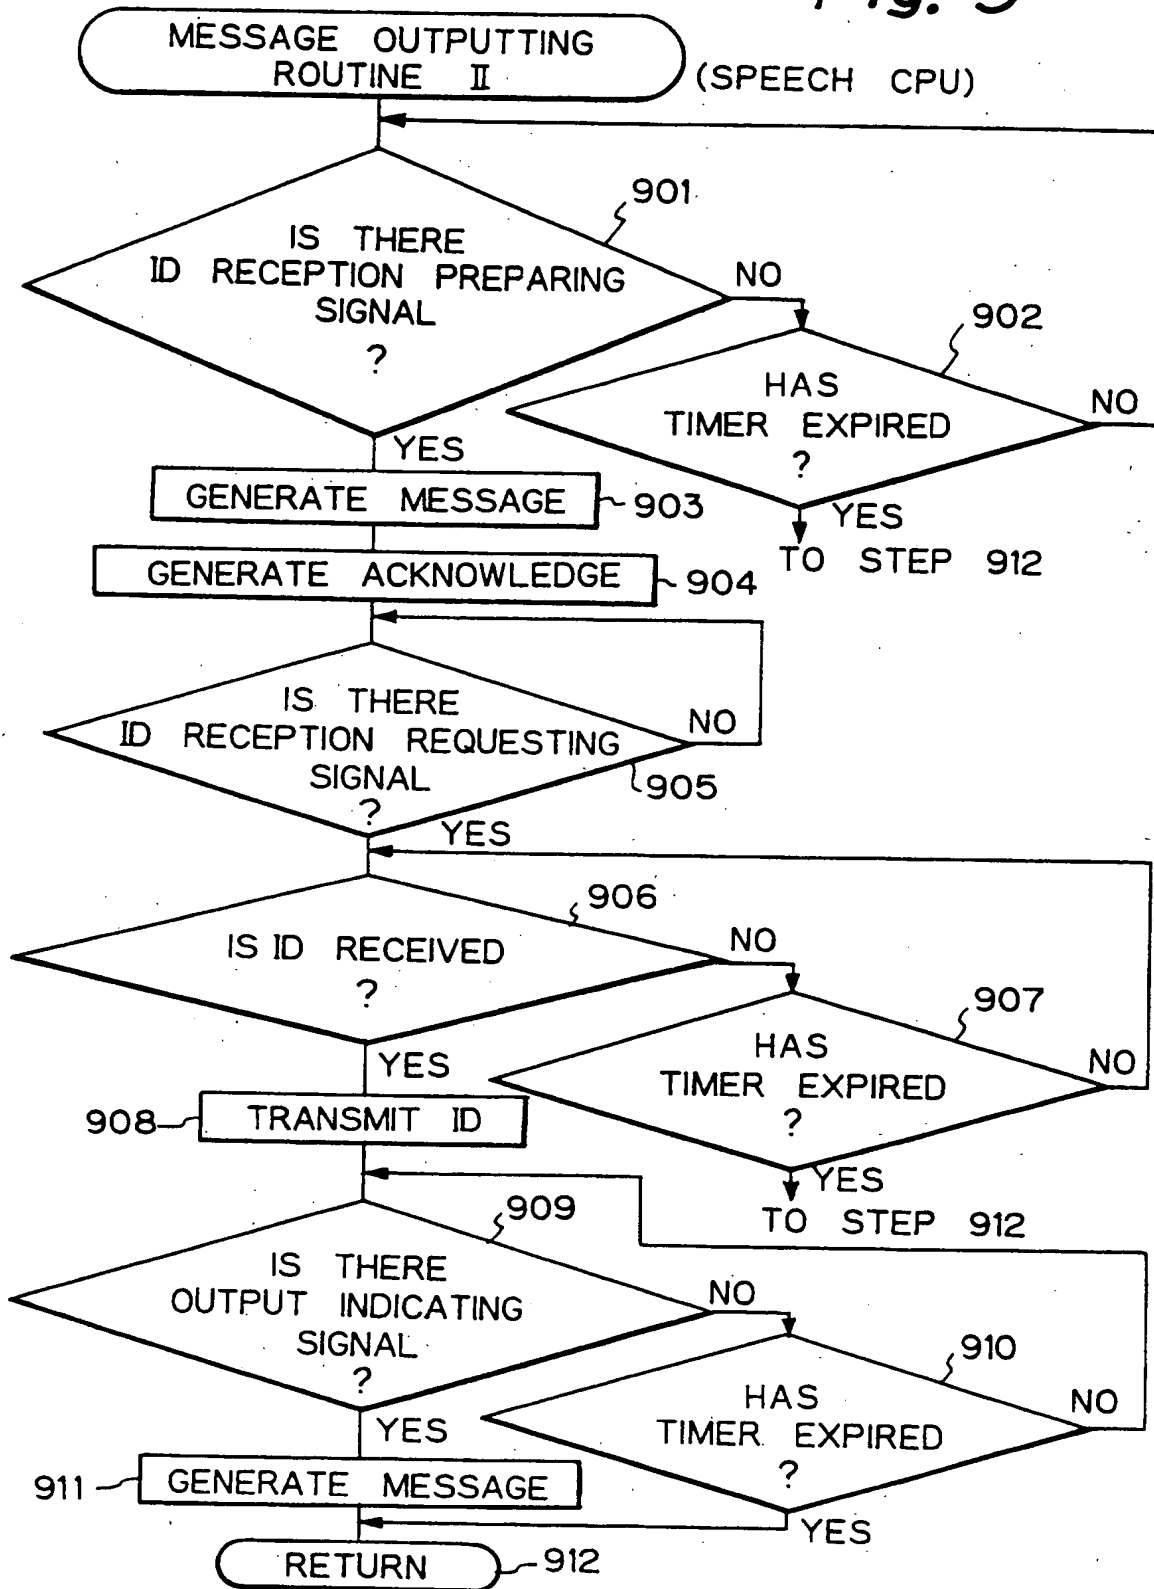 Fig. 9
MESSAGE OUTPUTTING
ROUTINE II
(SPEECH CPU)
901
IS THERE
ID RECEPTION PREPARING
SIGNAL
?
NO
902
HAS
TIMER EXPIRED
?
NO
YES
TO STEP 912
YES
GENERATE MESSAGE
903
GENERATE ACKNOWLEDGE
904
IS THERE
ID RECEPTION REQUESTING
SIGNAL
?
NO
905
YES
906
IS ID RECEIVED
?
NO
907
HAS
TIMER EXPIRED
?
NO
YES
TO STEP 912
YES
908
TRANSMIT ID
909
IS THERE
OUTPUT INDICATING
SIGNAL
?
NO
910
HAS
TIMER EXPIRED
?
NO
YES
YES
911
GENERATE MESSAGE
RETURN
912